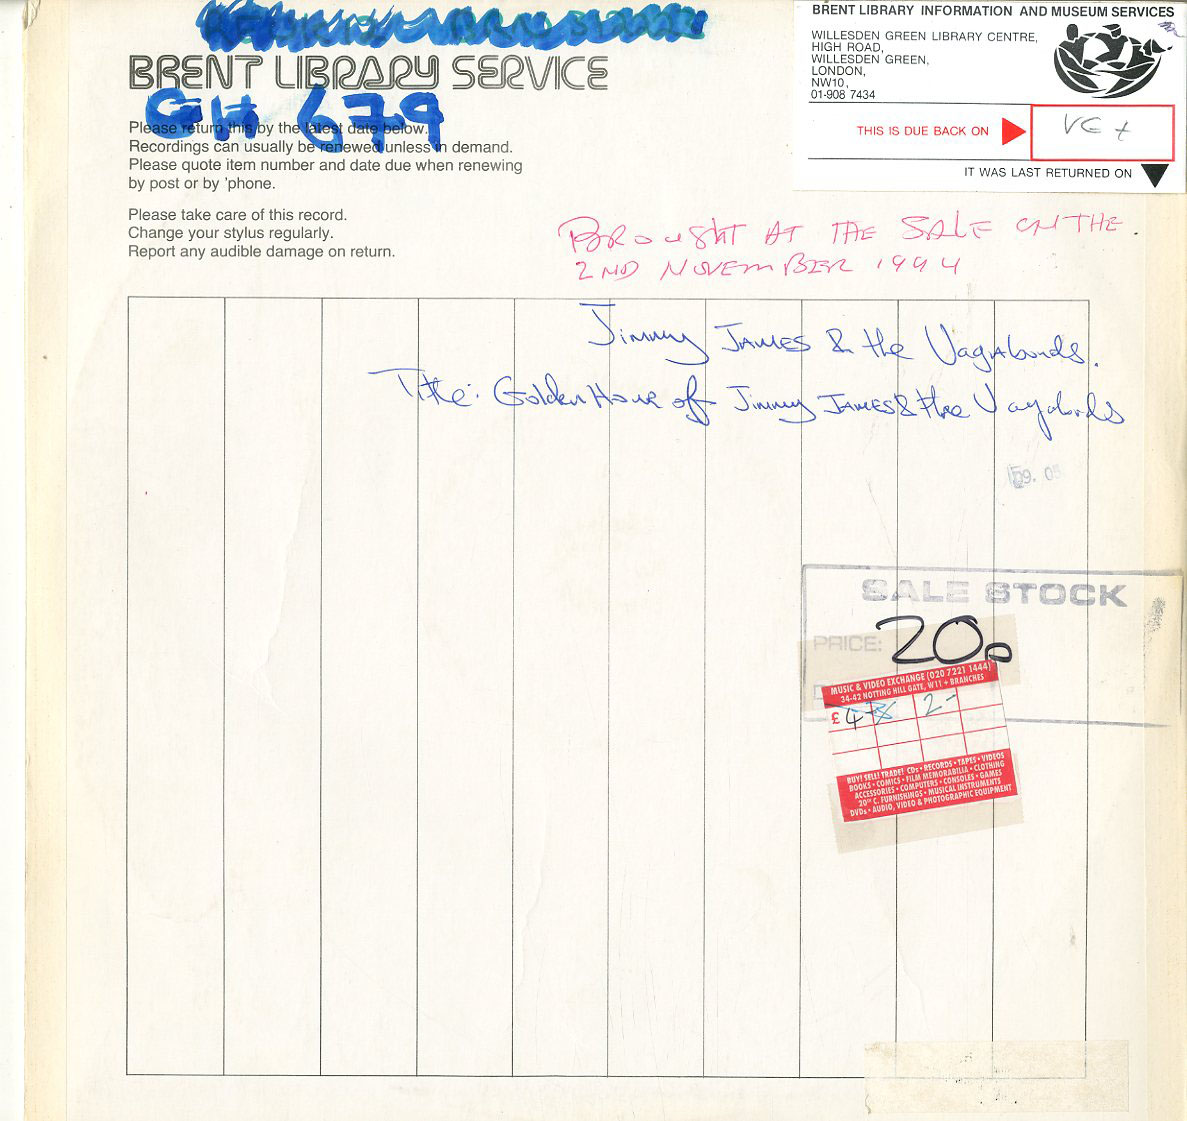 BRENT LIBRARY SERVICE
GH 679
Please return this by the latest date below.
Recordings can usually be renewed unless in demand.
Please quote item number and date due when renewing
by post or by 'phone.
Please take care of this record.
Change your stylus regularly.
Report any audible damage on return.
BRENT LIBRARY INFORMATION AND MUSEUM SERVICES
WILLESDEN GREEN LIBRARY CENTRE,
HIGH ROAD,
WILLESDEN GREEN,
LONDON,
NW10,
01-908 7434
THIS IS DUE BACK ON
VG +
IT WAS LAST RETURNED ON
BROUGHT AT THE SALE ON THE.
2ND NOVEMBER 1994
Jimmy JAMES & the Vagabonds.
Title: Golden Hour of Jimmy JAMES & the Vagabonds
09. 05
SALE STOCK
PRICE: 20p
MUSIC & VIDEO EXCHANGE (020 7221 1444)
34-42 NOTTING HILL GATE, W11 + BRANCHES
£ 4 2-
BUY! SELL! TRADE! CDs • RECORDS • TAPES • VIDEOS
BOOKS • COMICS • FILM MEMORABILIA • CLOTHING
ACCESSORIES • COMPUTERS • CONSOLES • GAMES
20TH C. FURNISHINGS • MUSICAL INSTRUMENTS
DVDs • AUDIO, VIDEO & PHOTOGRAPHIC EQUIPMENT